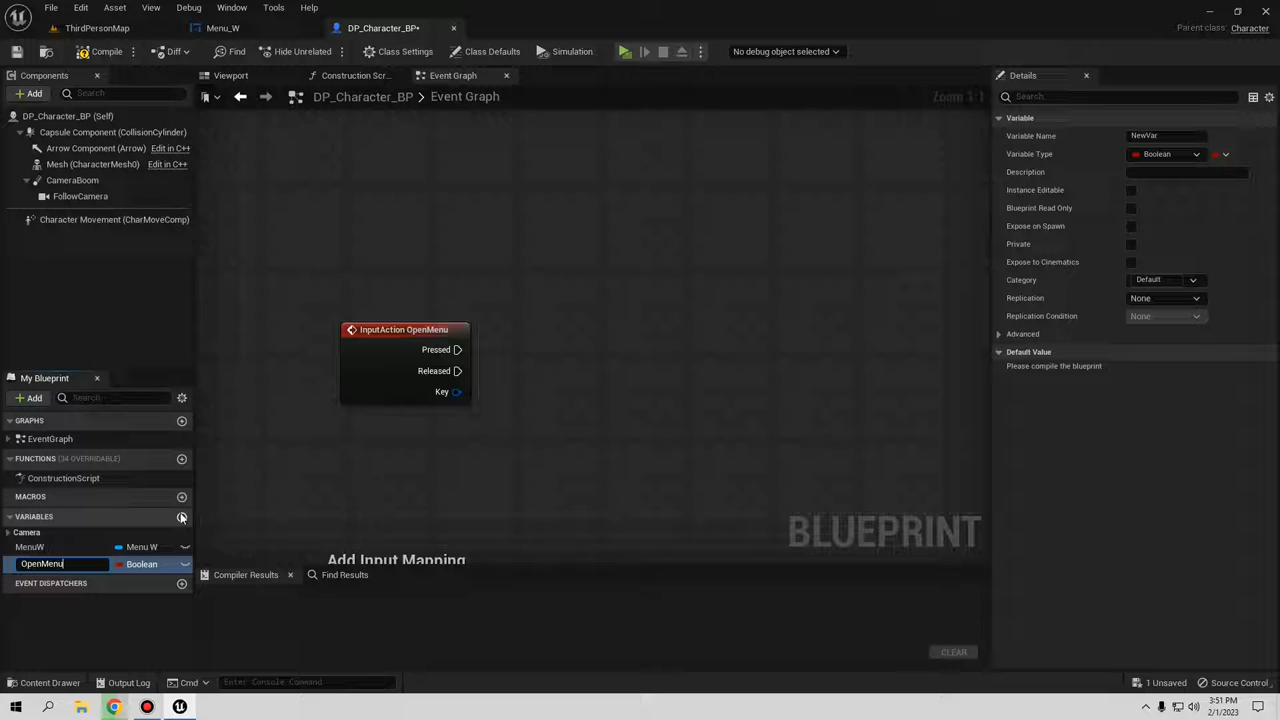 File Edit Asset View Debug Window Tools Help
ThirdPersonMap Menu_W DP_Character_BP• Parent class: Character
Compile Diff Find Hide Unrelated Class Settings Class Defaults Simulation No debug object selected
Components Viewport Construction Scr... Event Graph Details
Add Search DP_Character_BP > Event Graph Zoom 1:1 Search
DP_Character_BP (Self)
Capsule Component (CollisionCylinder)
Arrow Component (Arrow) Edit in C++
Mesh (CharacterMesh0) Edit in C++
CameraBoom
FollowCamera
Character Movement (CharMoveComp)
Variable
Variable Name NewVar
Variable Type Boolean
Description
Instance Editable
Blueprint Read Only
Expose on Spawn
Private
Expose to Cinematics
Category Default
Replication None
Replication Condition None
Advanced
Default Value
Please compile the blueprint
InputAction OpenMenu
Pressed
Released
Key
My Blueprint
Add Search
GRAPHS
EventGraph
FUNCTIONS (34 OVERRIDABLE)
ConstructionScript
MACROS
VARIABLES
Camera
MenuW Menu W
OpenMenu Boolean
EVENT DISPATCHERS
BLUEPRINT
Add Input Mapping
Compiler Results Find Results
CLEAR
Content Drawer Output Log Cmd Enter Console Command 1 Unsaved Source Control
3:51 PM
2/1/2023